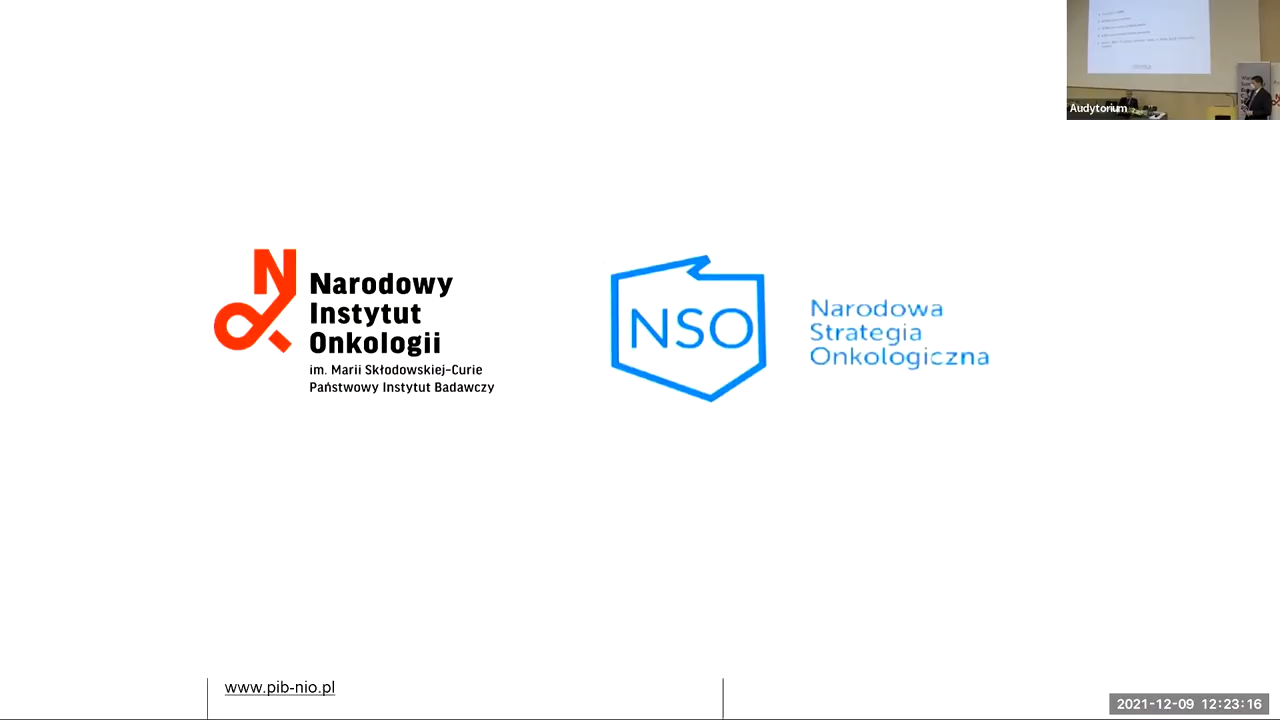 Audytorium
Narodowy
Instytut
Onkologii
im. Marii Skłodowskiej-Curie
Państwowy Instytut Badawczy
NSO
Narodowa
Strategia
Onkologiczna
www.pib-nio.pl
2021-12-09 12:23:16